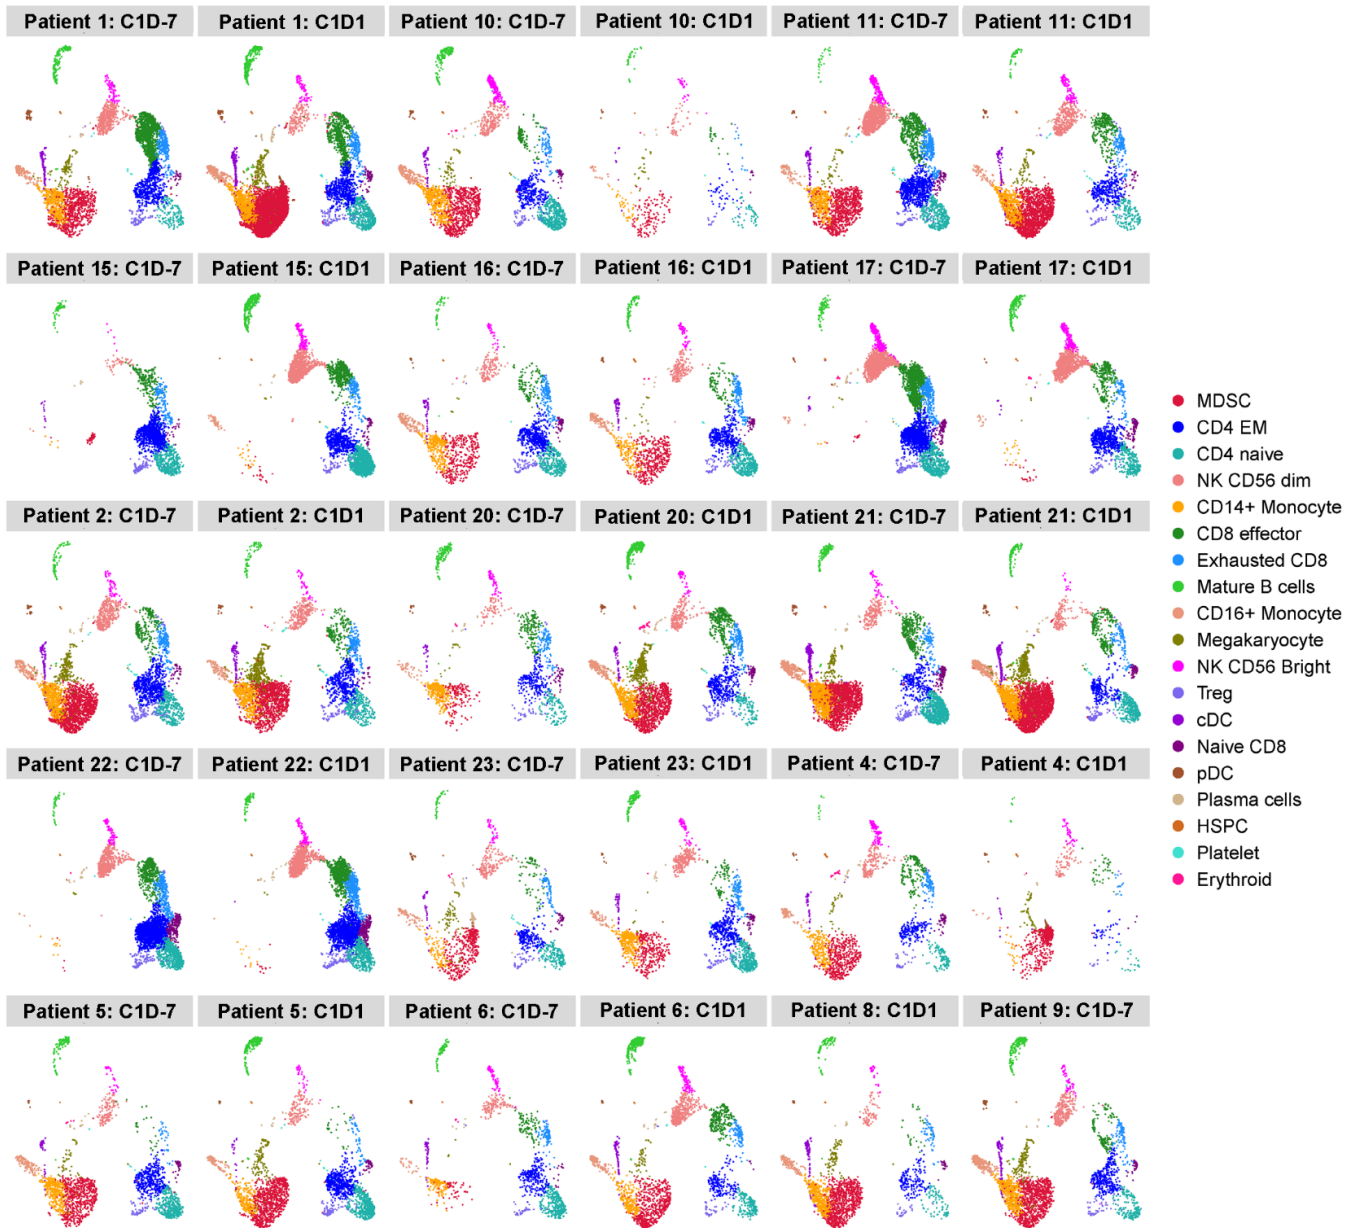 Patient 1: C1D-7
Patient 1: C1D1
Patient 10: C1D-7
Patient 10: C1D1
Patient 11: C1D-7
Patient 11: C1D1
Patient 15: C1D-7
Patient 15: C1D1
Patient 16: C1D-7
Patient 16: C1D1
Patient 17: C1D-7
Patient 17: C1D1
Patient 2: C1D-7
Patient 2: C1D1
Patient 20: C1D-7
Patient 20: C1D1
Patient 21: C1D-7
Patient 21: C1D1
Patient 22: C1D-7
Patient 22: C1D1
Patient 23: C1D-7
Patient 23: C1D1
Patient 4: C1D-7
Patient 4: C1D1
Patient 5: C1D-7
Patient 5: C1D1
Patient 6: C1D-7
Patient 6: C1D1
Patient 8: C1D1
Patient 9: C1D-7
MDSC
CD4 EM
CD4 naive
NK CD56 dim
CD14+ Monocyte
CD8 effector
Exhausted CD8
Mature B cells
CD16+ Monocyte
Megakaryocyte
NK CD56 Bright
Treg
cDC
Naive CD8
pDC
Plasma cells
HSPC
Platelet
Erythroid